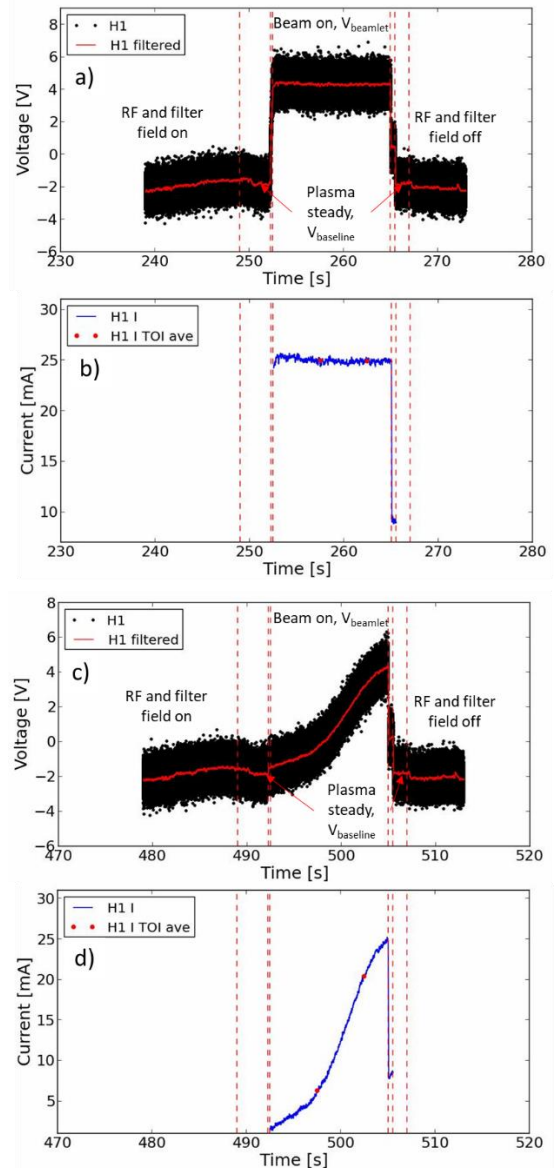 H1
H1 filtered
Beam on, Vbeamlet
a)
RF and filter
field on
RF and filter
field off
Plasma
steady,
Vbaseline
Voltage [V]
8
6
4
2
0
−2
−4
−6
230 240 250 260 270 280
Time [s]
H1 I
H1 I TOI ave
b)
Current [mA]
30
25
20
15
10
230 240 250 260 270 280
Time [s]
H1
H1 filtered
Beam on, Vbeamlet
c)
RF and filter
field on
RF and filter
field off
Plasma
steady,
Vbaseline
Voltage [V]
8
6
4
2
0
−2
−4
−6
470 480 490 500 510 520
Time [s]
H1 I
H1 I TOI ave
d)
Current [mA]
30
25
20
15
10
5
470 480 490 500 510 520
Time [s]